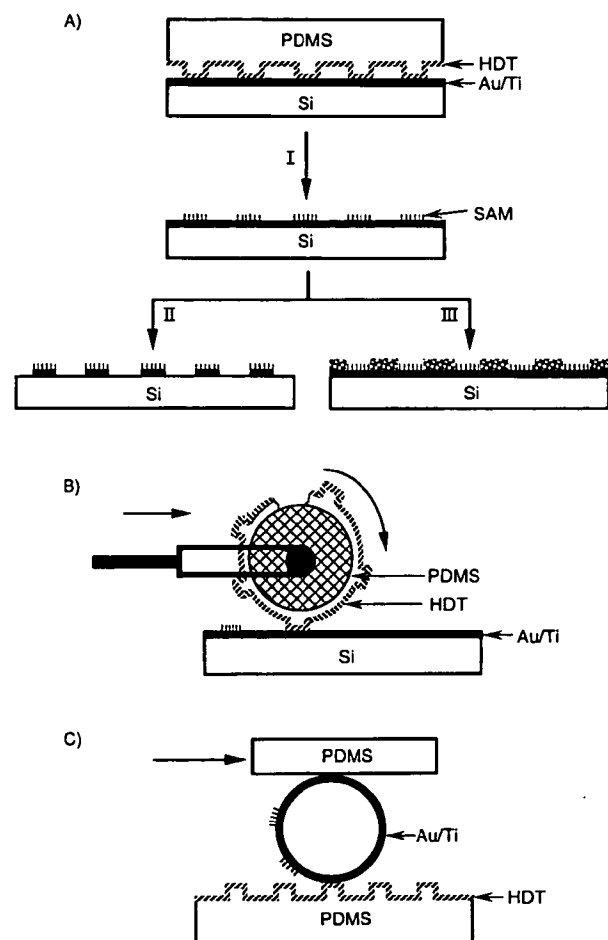 A)
PDMS
HDT
Au/Ti
Si
I
SAM
Si
II
III
Si
Si
B)
PDMS
HDT
Au/Ti
Si
C)
PDMS
Au/Ti
HDT
PDMS